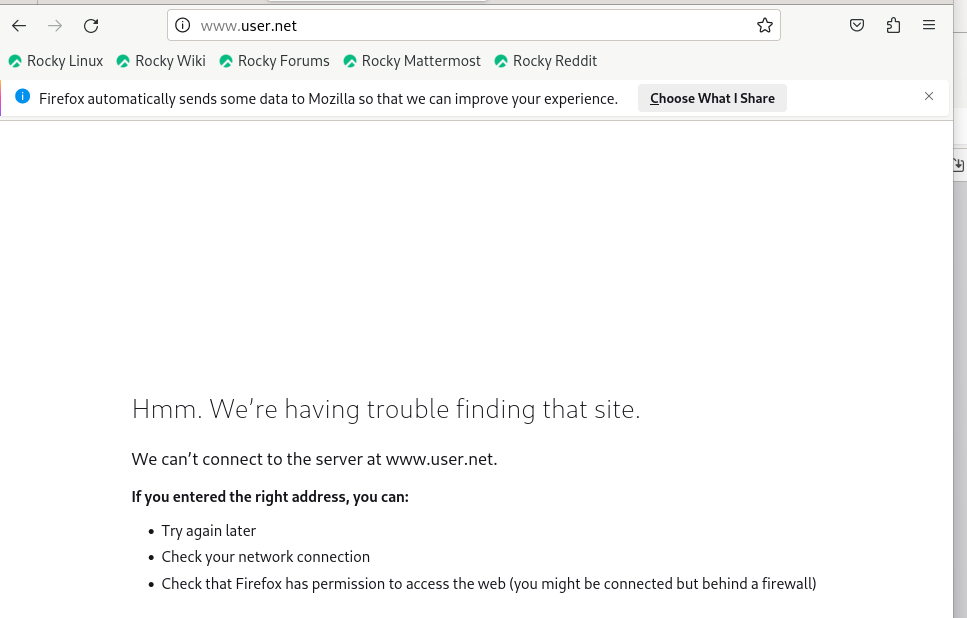 www.user.net
Rocky Linux Rocky Wiki Rocky Forums Rocky Mattermost Rocky Reddit
Firefox automatically sends some data to Mozilla so that we can improve your experience. Choose What I Share
Hmm. We’re having trouble finding that site.
We can’t connect to the server at www.user.net.
If you entered the right address, you can:
• Try again later
• Check your network connection
• Check that Firefox has permission to access the web (you might be connected but behind a firewall)